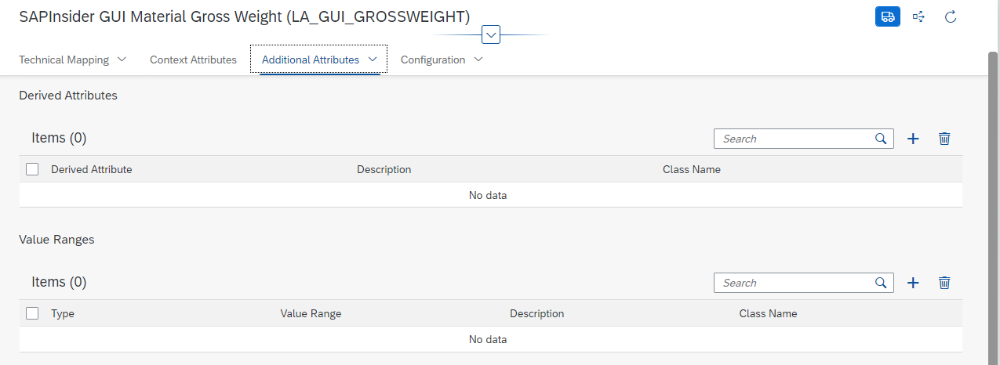 SAPInsider GUI Material Gross Weight (LA_GUI_GROSSWEIGHT)
Technical Mapping Context Attributes Additional Attributes Configuration
Derived Attributes
Items (0) Search
Derived Attribute Description Class Name
No data
Value Ranges
Items (0) Search
Type Value Range Description Class Name
No data